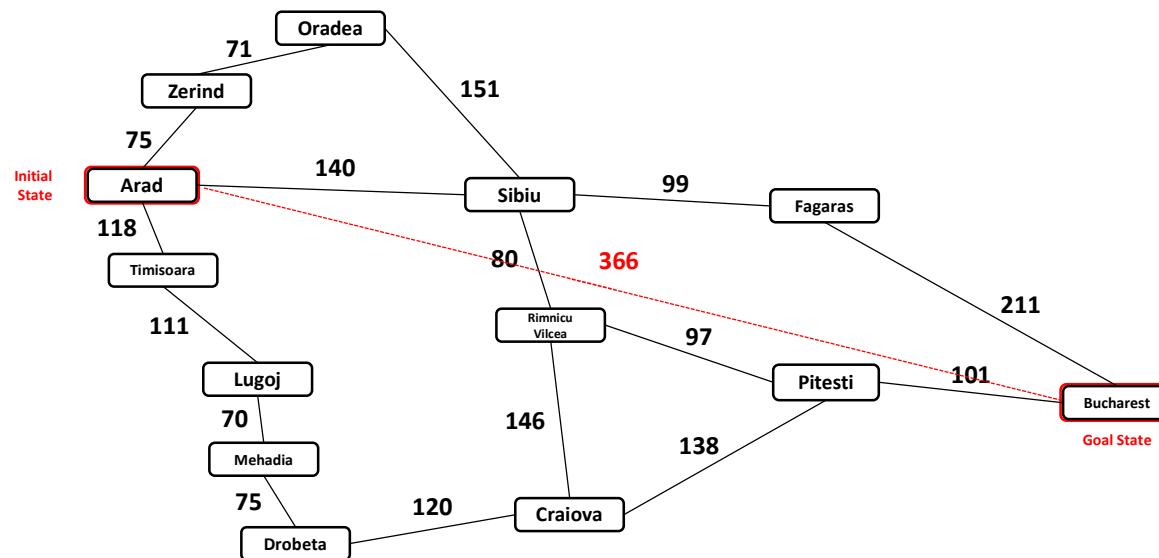 Oradea
71
Zerind
151
75
Initial
State
Arad
140
Sibiu
99
Fagaras
118
Timisoara
80
366
111
Rimnicu
Vilcea
97
211
Lugoj
Pitesti
101
Bucharest
70
146
138
Goal State
Mehadia
75
120
Craiova
Drobeta